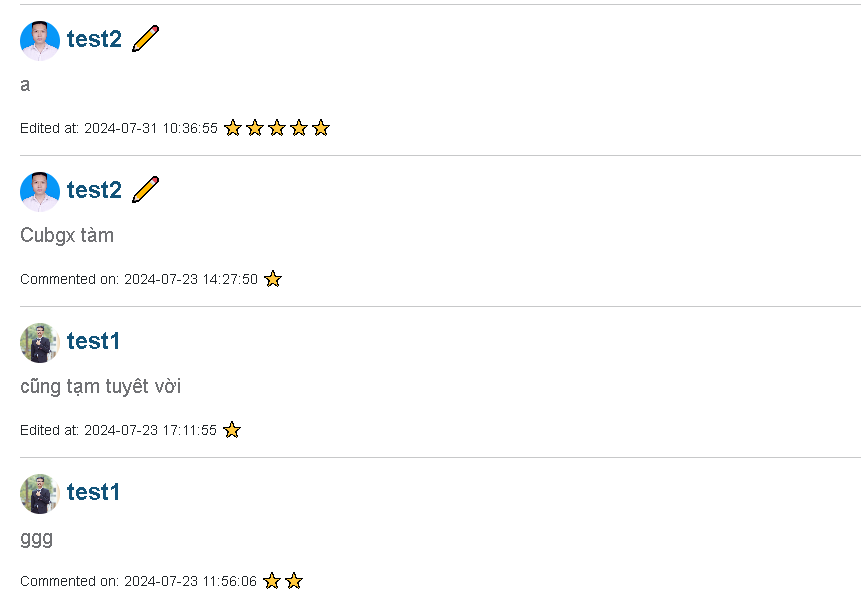 test2
a
Edited at: 2024-07-31 10:36:55
test2
Cubgx tàm
Commented on: 2024-07-23 14:27:50
test1
cũng tạm tuyêt vời
Edited at: 2024-07-23 17:11:55
test1
ggg
Commented on: 2024-07-23 11:56:06